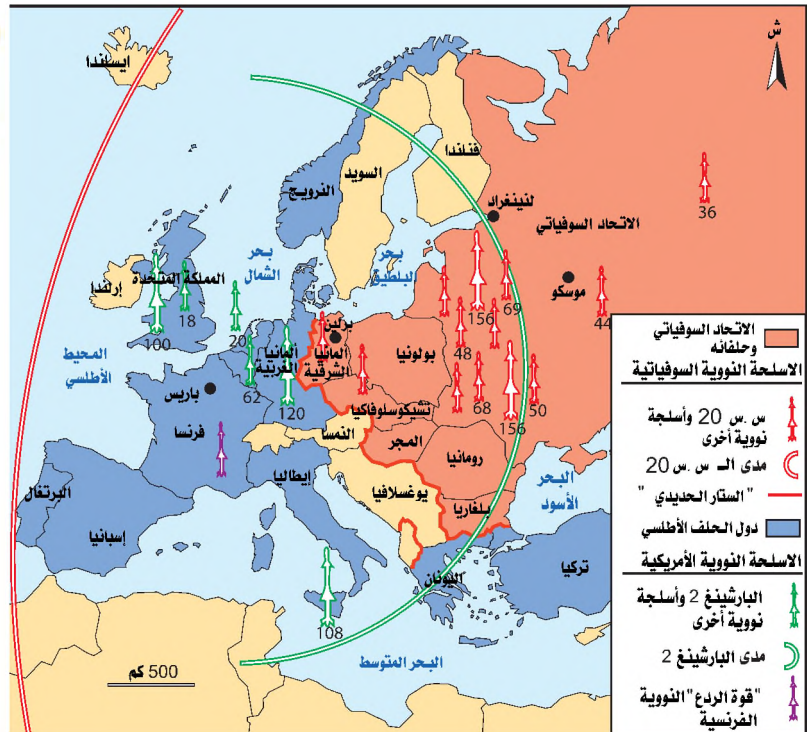 ش
إيسلندا
فنلندا
السويد
النرويج
لنينغراد
36
الاتحاد السوفياتي
بحر
الشمال
بحر
البلطيق
المملكة المتحدة
إرلندا
موسكو
18
69
156
44
100
20
برلين
48
المحيط
الأطلسي
ألمانيا
الغربية
ألمانيا
الشرقية
بولونيا
62
120
68
50
156
باريس
تشيكوسلوفاكيا
فرنسا
النمسا
المجر
رومانيا
إيطاليا
يوغسلافيا
البحر
الأسود
البرتغال
إسبانيا
بلغاريا
اليونان
تركيا
108
البحر المتوسط
500 كم
الاتحاد السوفياتي
وحلفائه
الاسلحة النووية السوفياتية
س.س 20 وأسلحة
نووية أخرى
مدى الـ س.س 20
" الستار الحديدي "
دول الحلف الأطلسي
الاسلحة النووية الأمريكية
البارشينغ 2 وأسلحة
نووية أخرى
مدى البارشينغ 2
"قوة الردع" النووية
الفرنسية